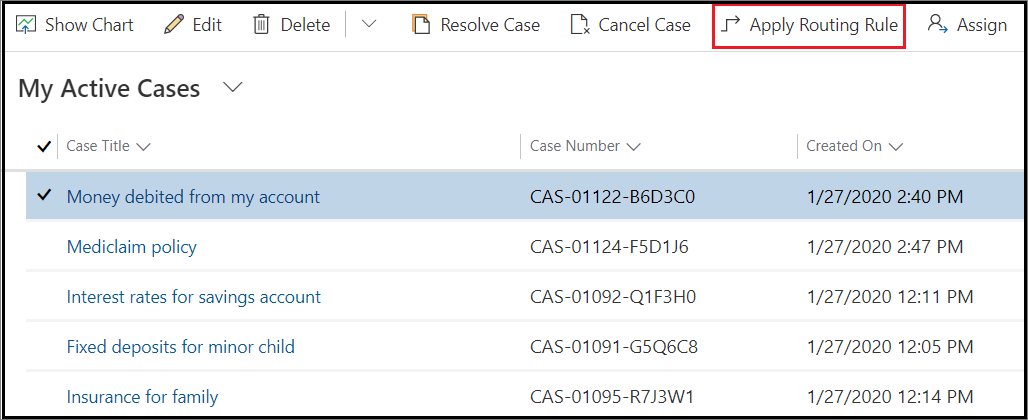 Show Chart Edit Delete Resolve Case Cancel Case Apply Routing Rule Assign
My Active Cases
Case Title Case Number Created On
Money debited from my account CAS-01122-B6D3C0 1/27/2020 2:40 PM
Mediclaim policy CAS-01124-F5D1J6 1/27/2020 2:47 PM
Interest rates for savings account CAS-01092-Q1F3H0 1/27/2020 12:11 PM
Fixed deposits for minor child CAS-01091-G5Q6C8 1/27/2020 12:05 PM
Insurance for family CAS-01095-R7J3W1 1/27/2020 12:14 PM